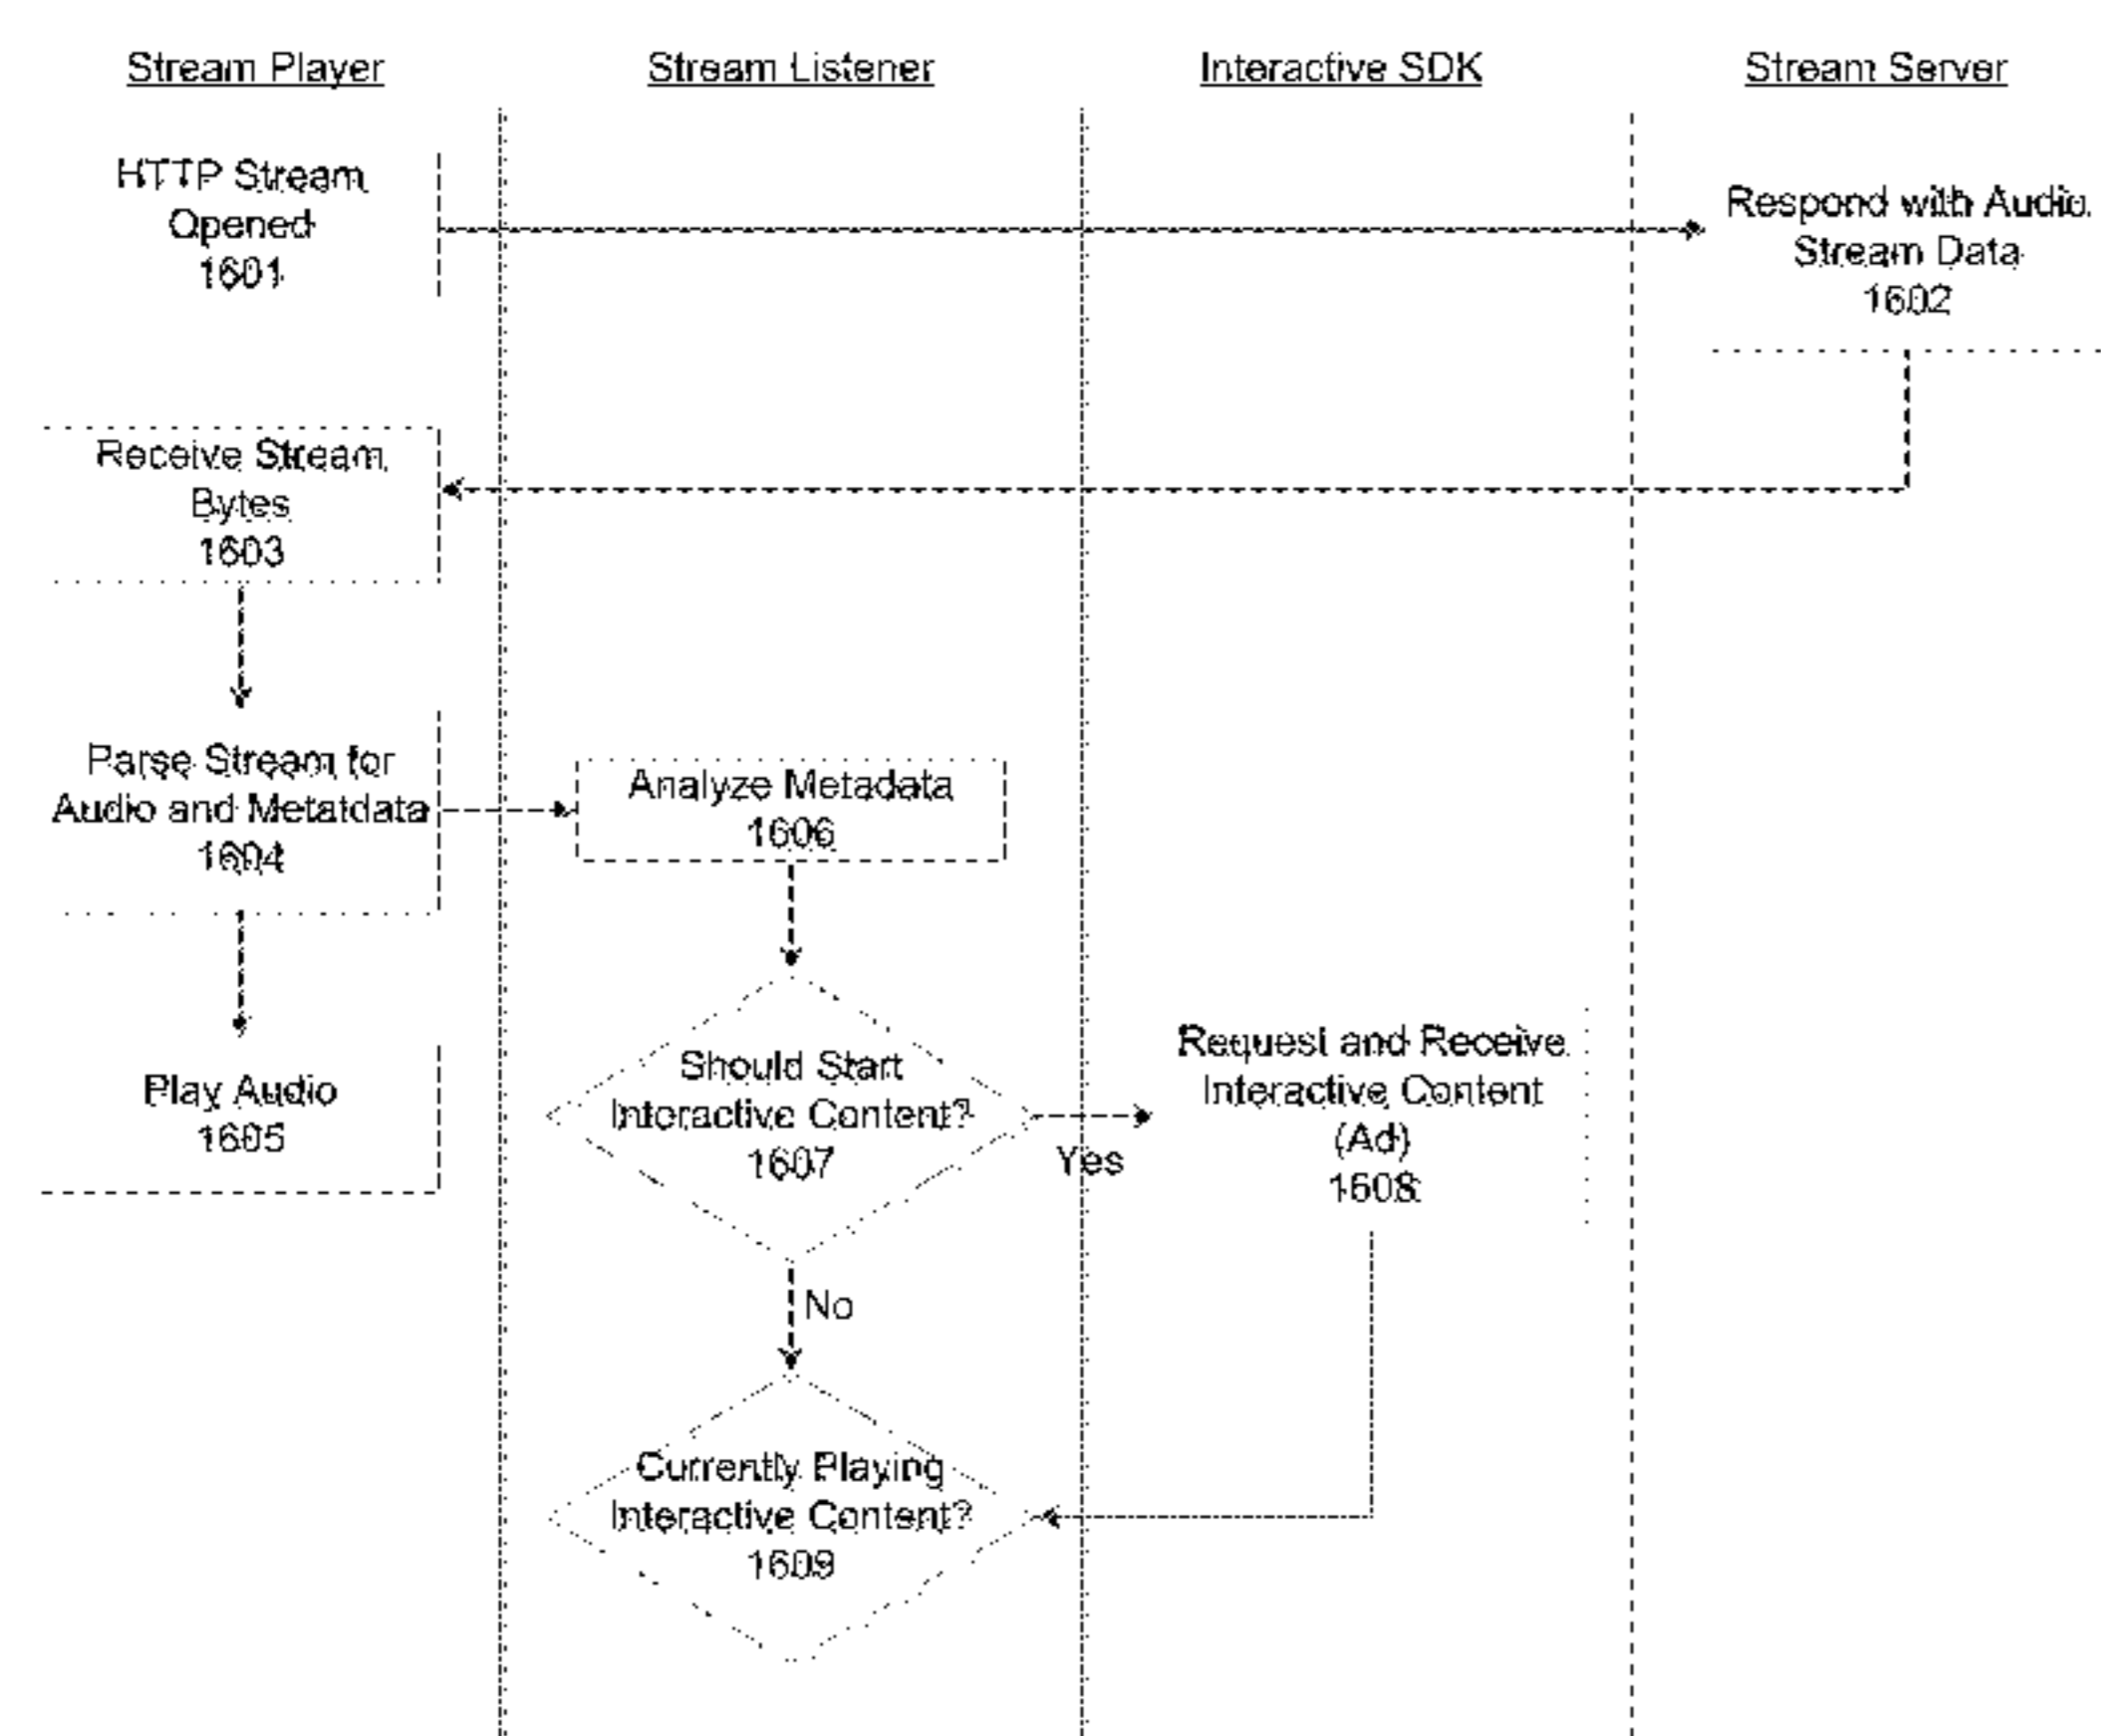 Stream Player
Stream Listener
Interactive SDK
Stream Server
HTTP Stream
Opened
1601
Respond with Audio
Stream Data
1602
Receive Stream
Bytes
1603
Parse Stream for
Audio and Metatdata
1604
Analyze Metadata
1606
Play Audio
1605
Should Start
Interactive Content?
1607
Yes
Request and Receive
Interactive Content
(Ad)
1608
No
Currently Playing
Interactive Content?
1609